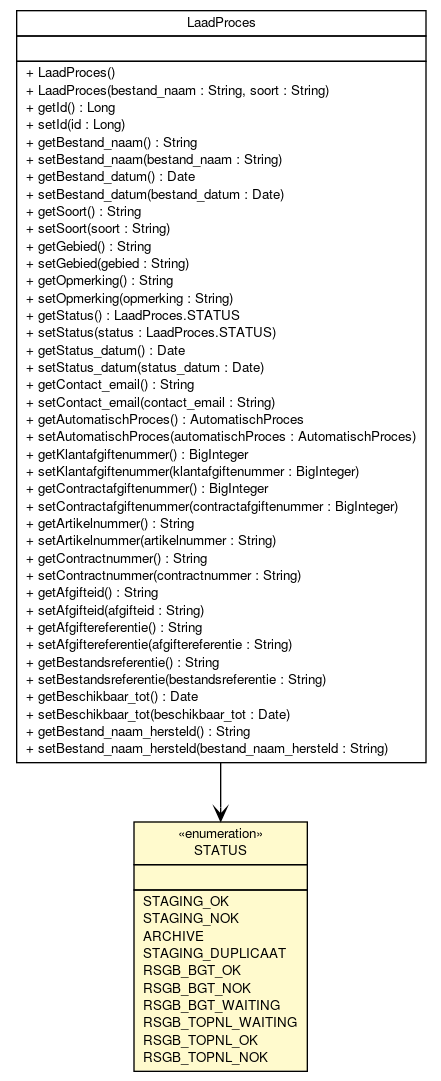 LaadProces
+ LaadProces()
+ LaadProces(bestand_naam : String, soort : String)
+ getId() : Long
+ setId(id : Long)
+ getBestand_naam() : String
+ setBestand_naam(bestand_naam : String)
+ getBestand_datum() : Date
+ setBestand_datum(bestand_datum : Date)
+ getSoort() : String
+ setSoort(soort : String)
+ getGebied() : String
+ setGebied(gebied : String)
+ getOpmerking() : String
+ setOpmerking(opmerking : String)
+ getStatus() : LaadProces.STATUS
+ setStatus(status : LaadProces.STATUS)
+ getStatus_datum() : Date
+ setStatus_datum(status_datum : Date)
+ getContact_email() : String
+ setContact_email(contact_email : String)
+ getAutomatischProces() : AutomatischProces
+ setAutomatischProces(automatischProces : AutomatischProces)
+ getKlantafgiftenummer() : BigInteger
+ setKlantafgiftenummer(klantafgiftenummer : BigInteger)
+ getContractafgiftenummer() : BigInteger
+ setContractafgiftenummer(contractafgiftenummer : BigInteger)
+ getArtikelnummer() : String
+ setArtikelnummer(artikelnummer : String)
+ getContractnummer() : String
+ setContractnummer(contractnummer : String)
+ getAfgifteid() : String
+ setAfgifteid(afgifteid : String)
+ getAfgiftereferentie() : String
+ setAfgiftereferentie(afgiftereferentie : String)
+ getBestandsreferentie() : String
+ setBestandsreferentie(bestandsreferentie : String)
+ getBeschikbaar_tot() : Date
+ setBeschikbaar_tot(beschikbaar_tot : Date)
+ getBestand_naam_hersteld() : String
+ setBestand_naam_hersteld(bestand_naam_hersteld : String)
«enumeration»
STATUS
STAGING_OK
STAGING_NOK
ARCHIVE
STAGING_DUPLICAAT
RSGB_BGT_OK
RSGB_BGT_NOK
RSGB_BGT_WAITING
RSGB_TOPNL_WAITING
RSGB_TOPNL_OK
RSGB_TOPNL_NOK